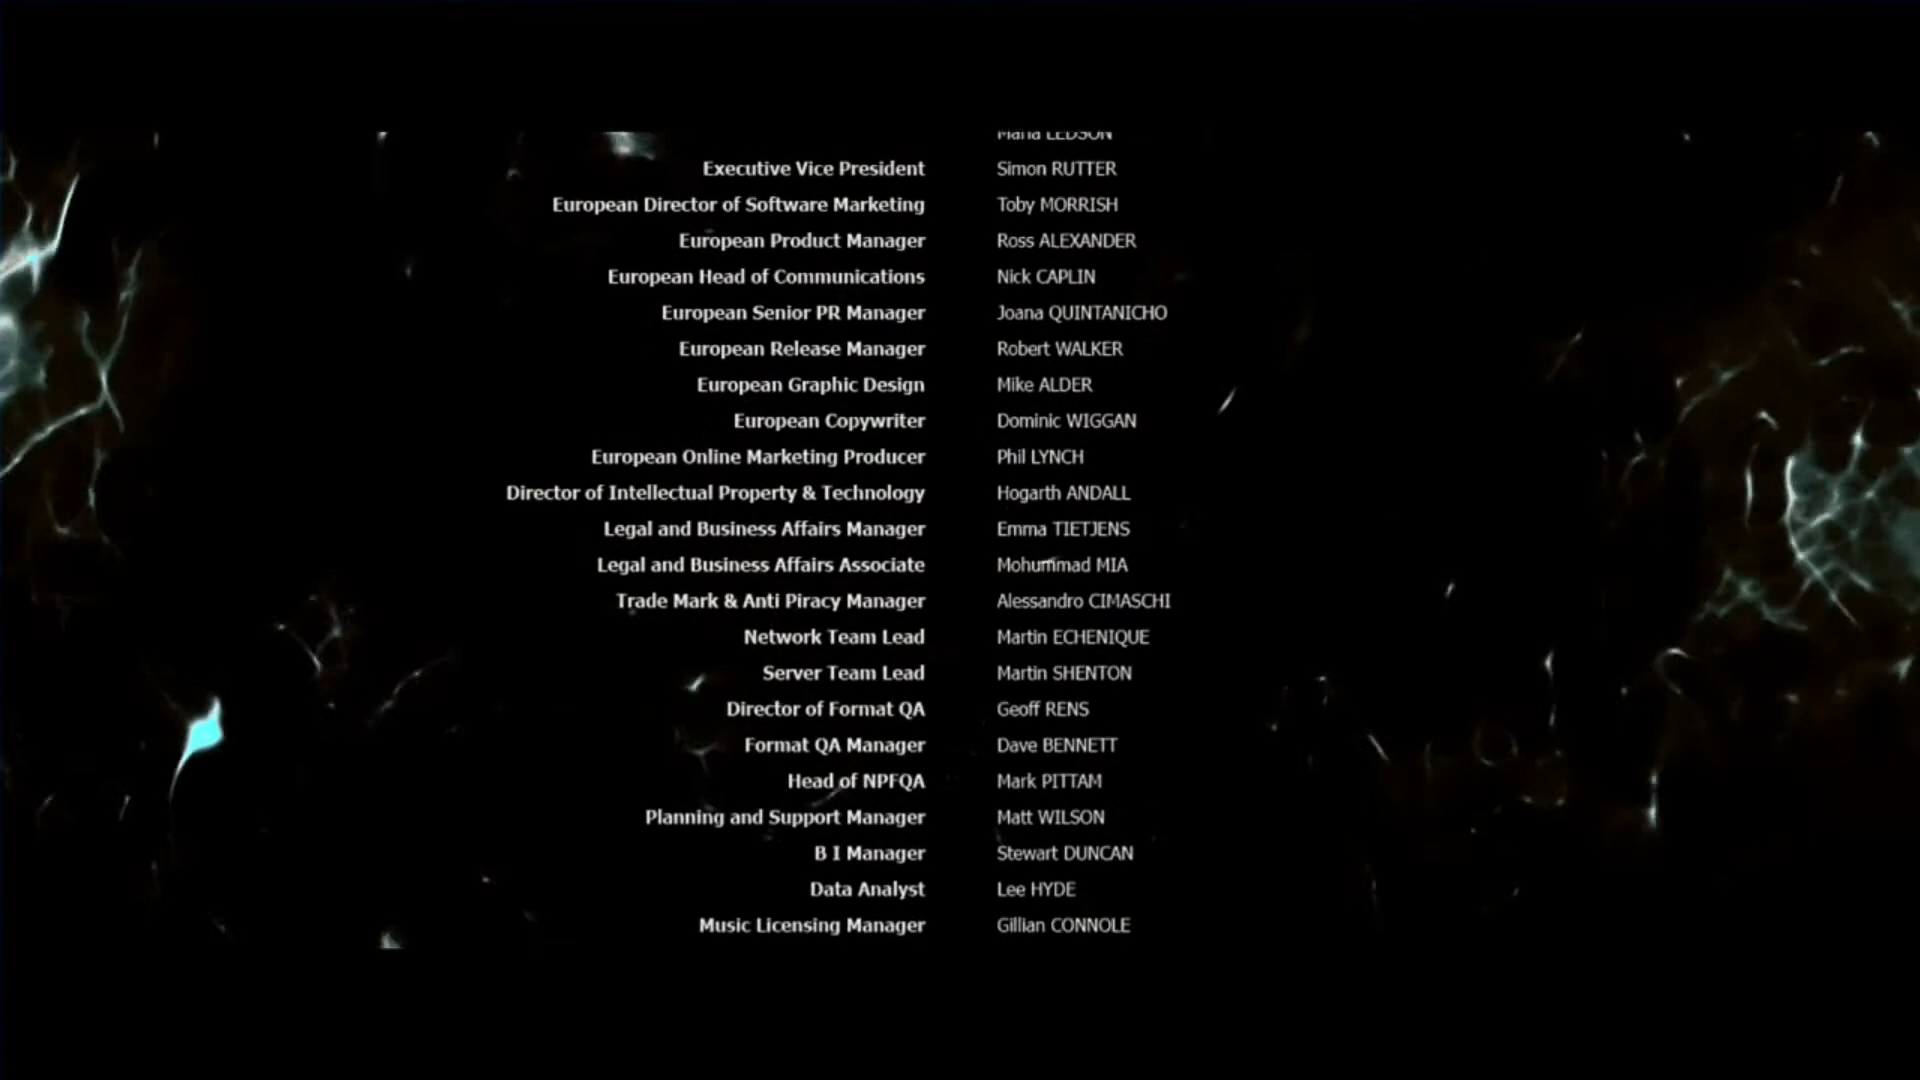 Maria LEDSON
Executive Vice President Simon RUTTER
European Director of Software Marketing Toby MORRISH
European Product Manager Ross ALEXANDER
European Head of Communications Nick CAPLIN
European Senior PR Manager Joana QUINTANICHO
European Release Manager Robert WALKER
European Graphic Design Mike ALDER
European Copywriter Dominic WIGGAN
European Online Marketing Producer Phil LYNCH
Director of Intellectual Property & Technology Hogarth ANDALL
Legal and Business Affairs Manager Emma TIETJENS
Legal and Business Affairs Associate Mohummad MIA
Trade Mark & Anti Piracy Manager Alessandro CIMASCHI
Network Team Lead Martin ECHENIQUE
Server Team Lead Martin SHENTON
Director of Format QA Geoff RENS
Format QA Manager Dave BENNETT
Head of NPFQA Mark PITTAM
Planning and Support Manager Matt WILSON
B I Manager Stewart DUNCAN
Data Analyst Lee HYDE
Music Licensing Manager Gillian CONNOLE